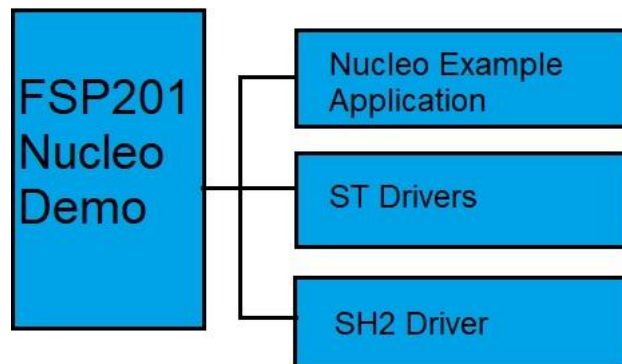 FSP201
Nucleo
Demo
Nucleo Example
Application
ST Drivers
SH2 Driver